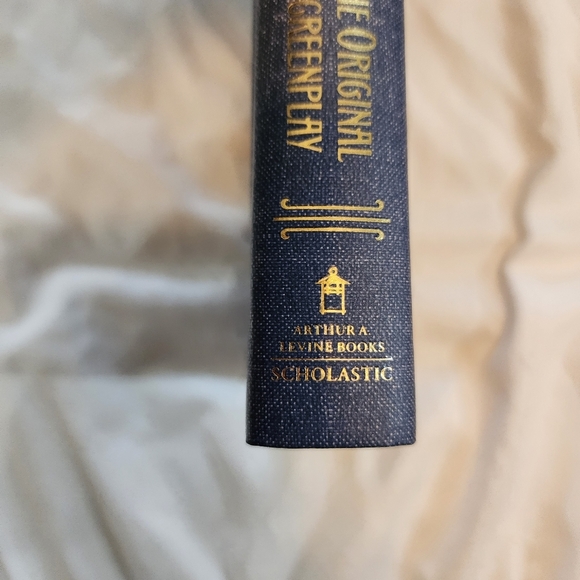 HE ORIGINAL
CREENPLAY
ARTHUR A
LEVINE BOOKS
SCHOLASTIC